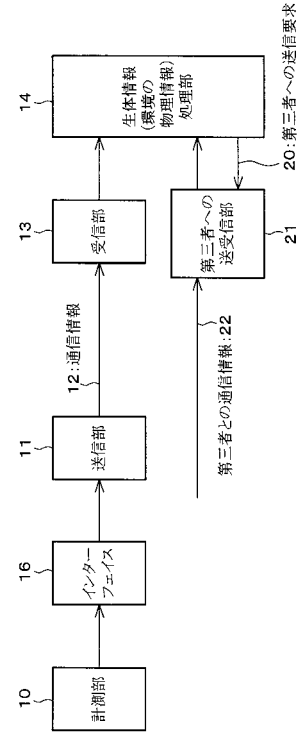 10
計測部
16
インター
フェイス
11
送信部
12:通信情報
13
受信部
14
生体情報
(環境の
物理情報)
処理部
第三者との通信情報:22
第三者への
送受信部
21
20:第三者への送信要求